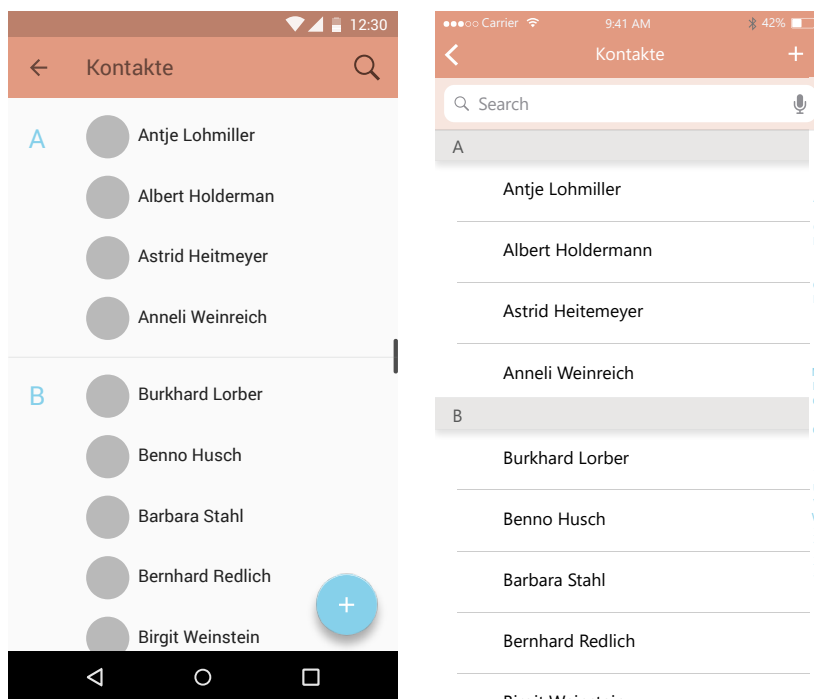 12:30
Kontakte
A
Antje Lohmiller
Albert Holderman
Astrid Heitmeyer
Anneli Weinreich
B
Burkhard Lorber
Benno Husch
Barbara Stahl
Bernhard Redlich
Birgit Weinstein
Carrier 9:41 AM 42%
Kontakte +
Search
A
Antje Lohmiller
Albert Holdermann
Astrid Heitemeyer
Anneli Weinreich
B
Burkhard Lorber
Benno Husch
Barbara Stahl
Bernhard Redlich